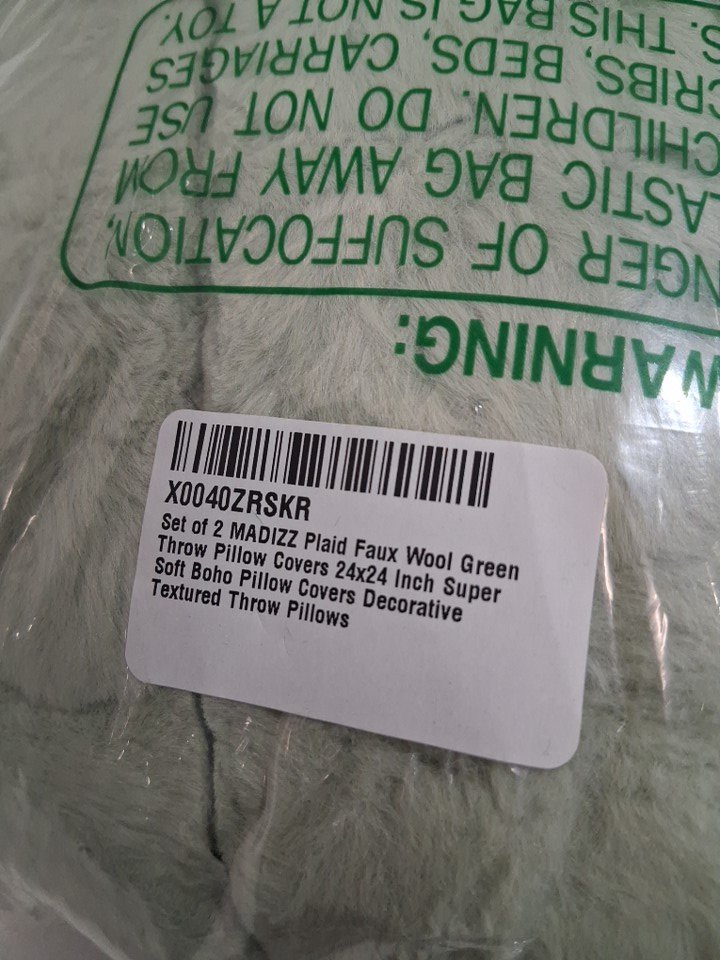 WARNING:
NGER OF SUFFOCATION,
LASTIC BAG AWAY FROM
CHILDREN. DO NOT USE
CRIBS, BEDS, CARRIAGES
S. THIS BAG IS NOT A TOY.
X0040ZRSKR
Set of 2 MADIZZ Plaid Faux Wool Green
Throw Pillow Covers 24x24 Inch Super
Soft Boho Pillow Covers Decorative
Textured Throw Pillows